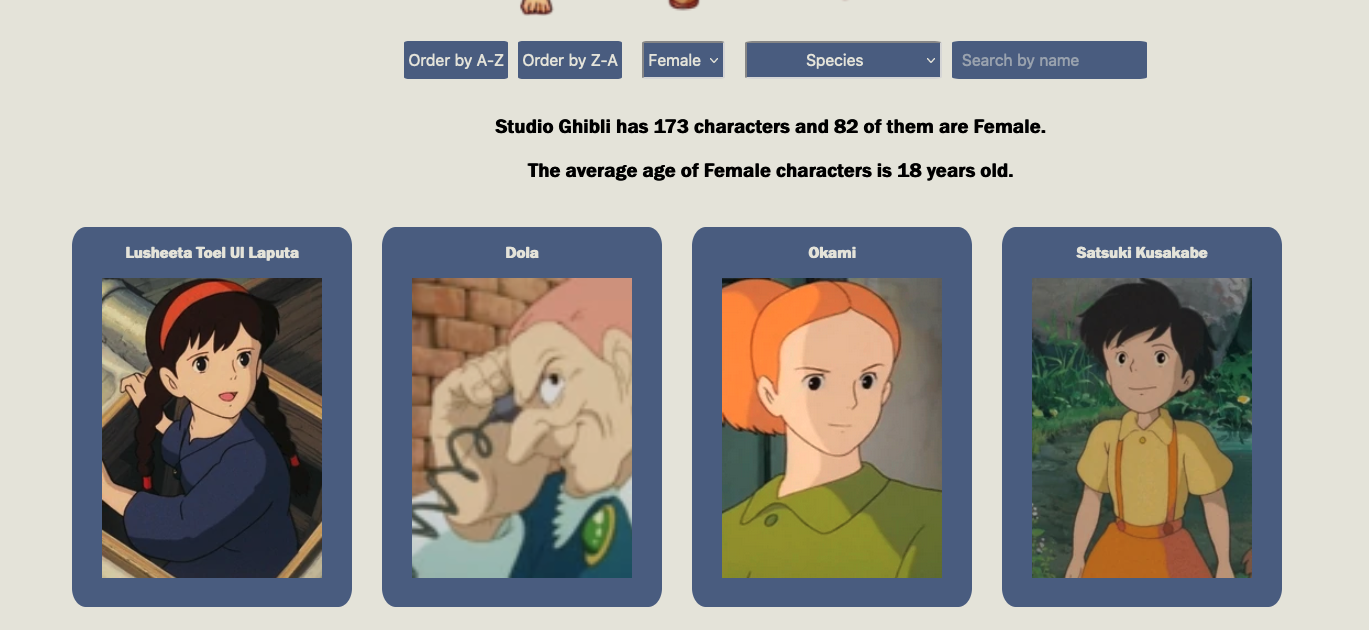 Order by A-Z Order by Z-A Female Species Search by name
Studio Ghibli has 173 characters and 82 of them are Female.
The average age of Female characters is 18 years old.
Lusheeta Toel Ul Laputa
Dola
Okami
Satsuki Kusakabe